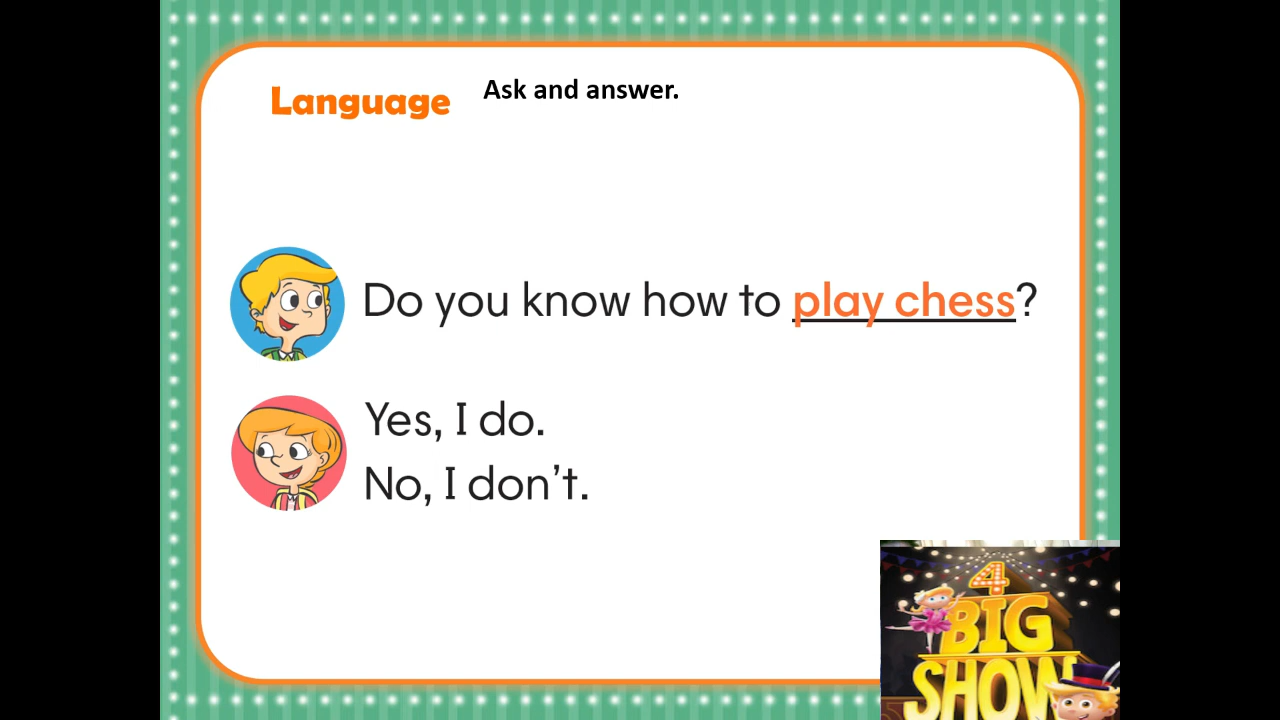 Language Ask and answer.
Do you know how to play chess?
Yes, I do.
No, I don't.
4
BIG
SHOW